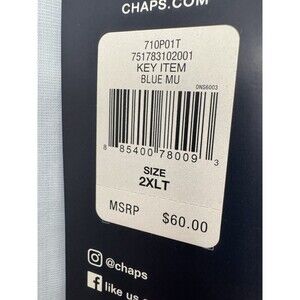 CHAPS.COM
710P01T
751783102001
KEY ITEM
BLUE MU
DNS6003
8 85400 78009 3
SIZE
2XLT
MSRP $60.00
@chaps
like us